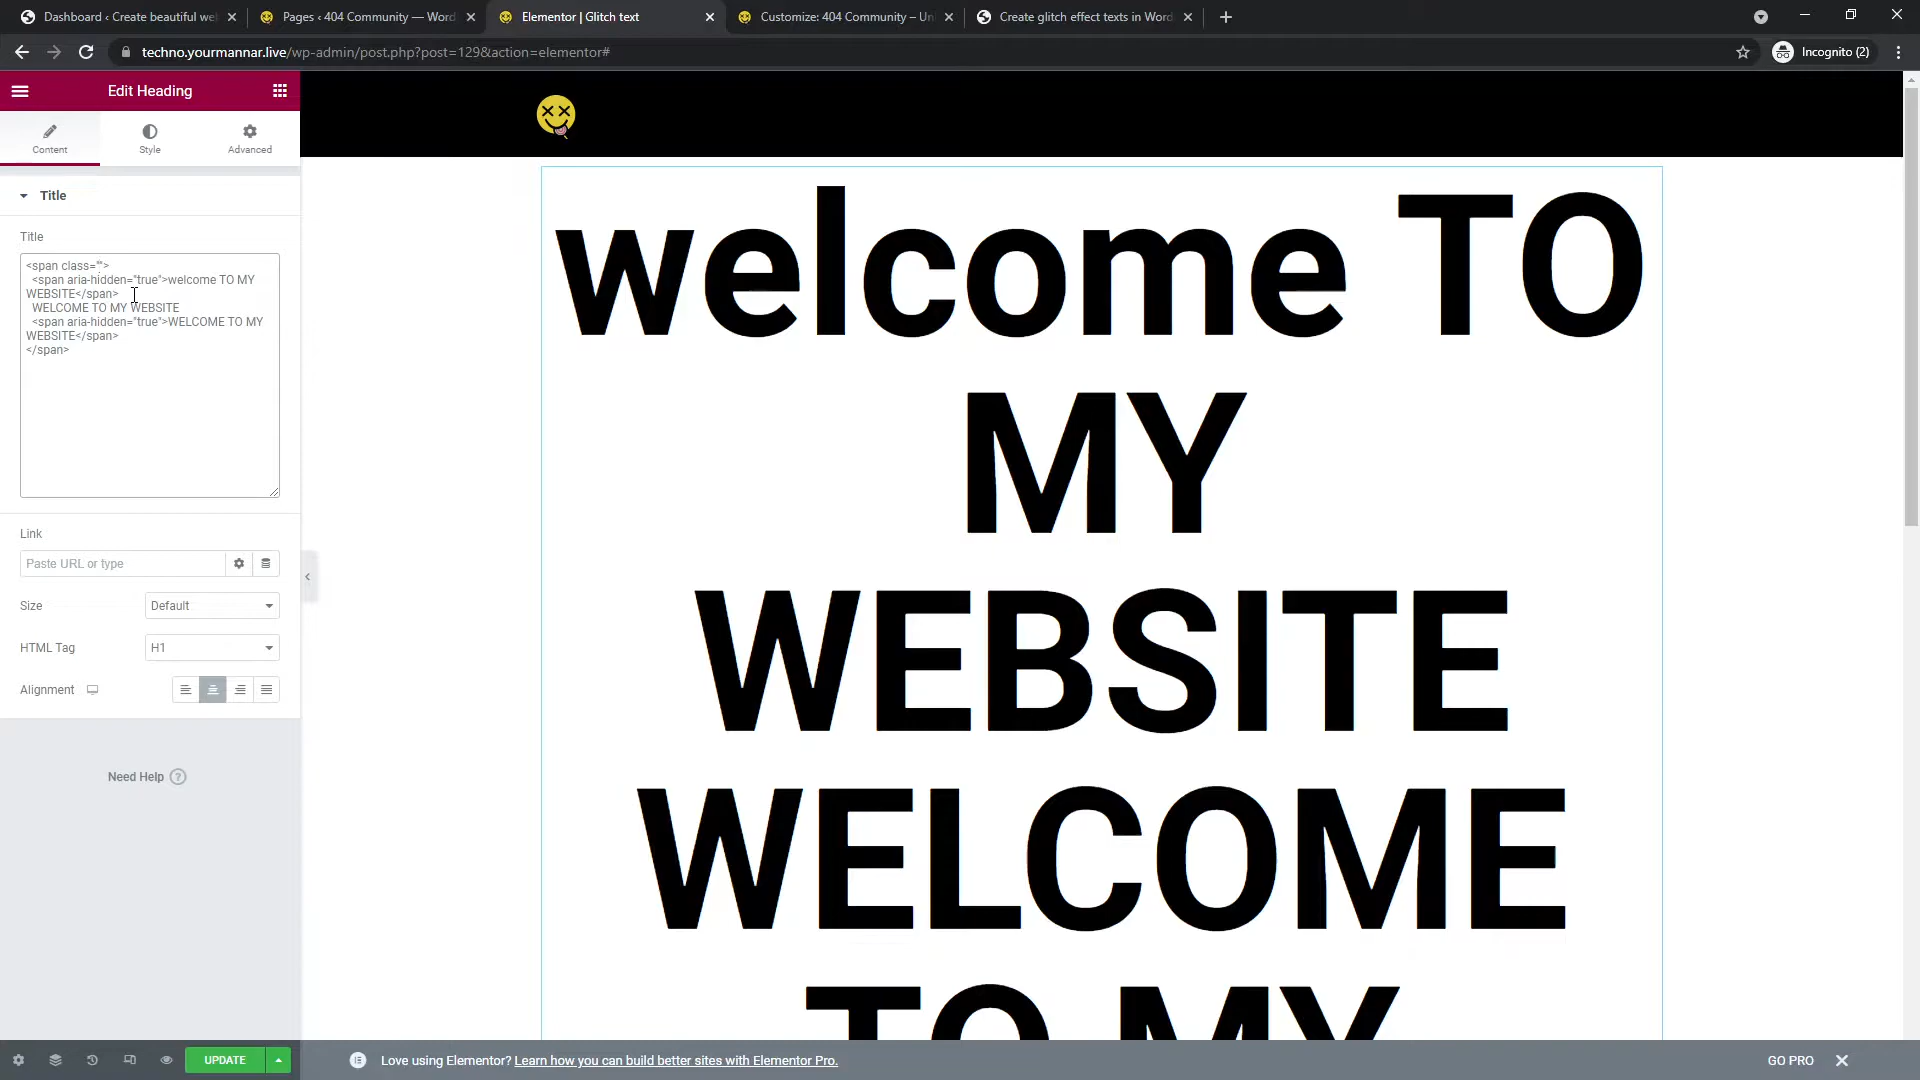 Dashboard ‹ Create beautiful we
Pages ‹ 404 Community — Word
Elementor | Glitch text
Customize: 404 Community – Un
Create glitch effect texts in Word
techno.yourmannar.live/wp-admin/post.php?post=129&action=elementor#
Incognito (2)
Edit Heading
Content
Style
Advanced
Title
Title
<span class="">
<span aria-hidden="true">welcome TO MY
WEBSITE</span>
WELCOME TO MY WEBSITE
<span aria-hidden="true">WELCOME TO MY
WEBSITE</span>
</span>
Link
Paste URL or type
Size
Default
HTML Tag
H1
Alignment
Need Help ?
UPDATE
welcome TO
MY
WEBSITE
WELCOME
TO MY
Love using Elementor? Learn how you can build better sites with Elementor Pro.
GO PRO